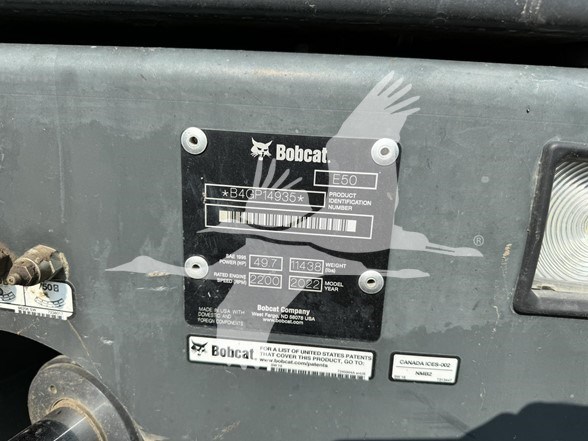 Bobcat.
E50
*B4GP14935*
PRODUCT
IDENTIFICATION
NUMBER
SAE 1995
POWER (HP) 49.7 11438 WEIGHT
(lbs)
RATED ENGINE
SPEED (RPM) 2200 2022 MODEL
YEAR
MADE IN USA WITH
DOMESTIC AND
FOREIGN COMPONENTS
Bobcat Company
West Fargo, ND 58078 USA
www.bobcat.com
Bobcat.
FOR A LIST OF UNITED STATES PATENTS
THAT COVER THIS PRODUCT, GO TO:
www.bobcat.com/patents
CANADA ICES-002
NMB2
50B
®